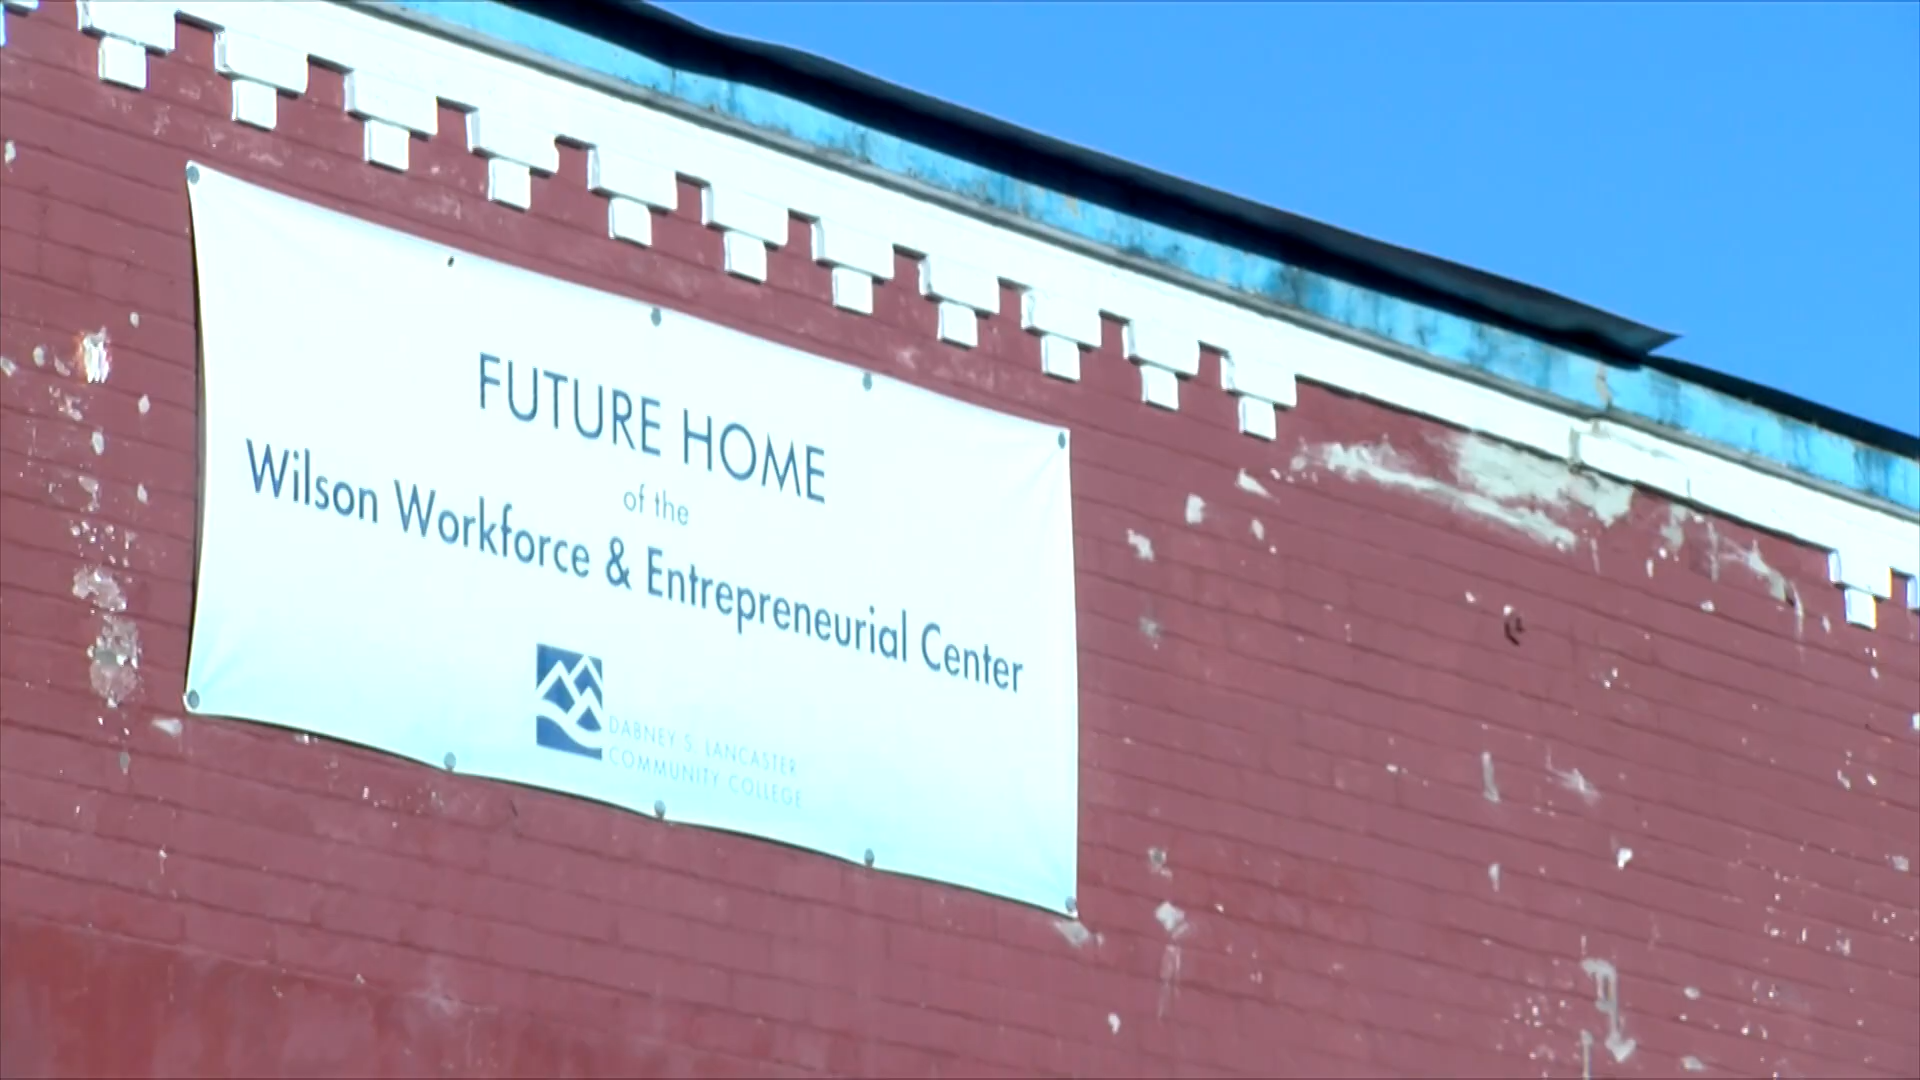 FUTURE HOME
of the
Wilson Workforce & Entrepreneurial Center
DABNEY S. LANCASTER
COMMUNITY COLLEGE